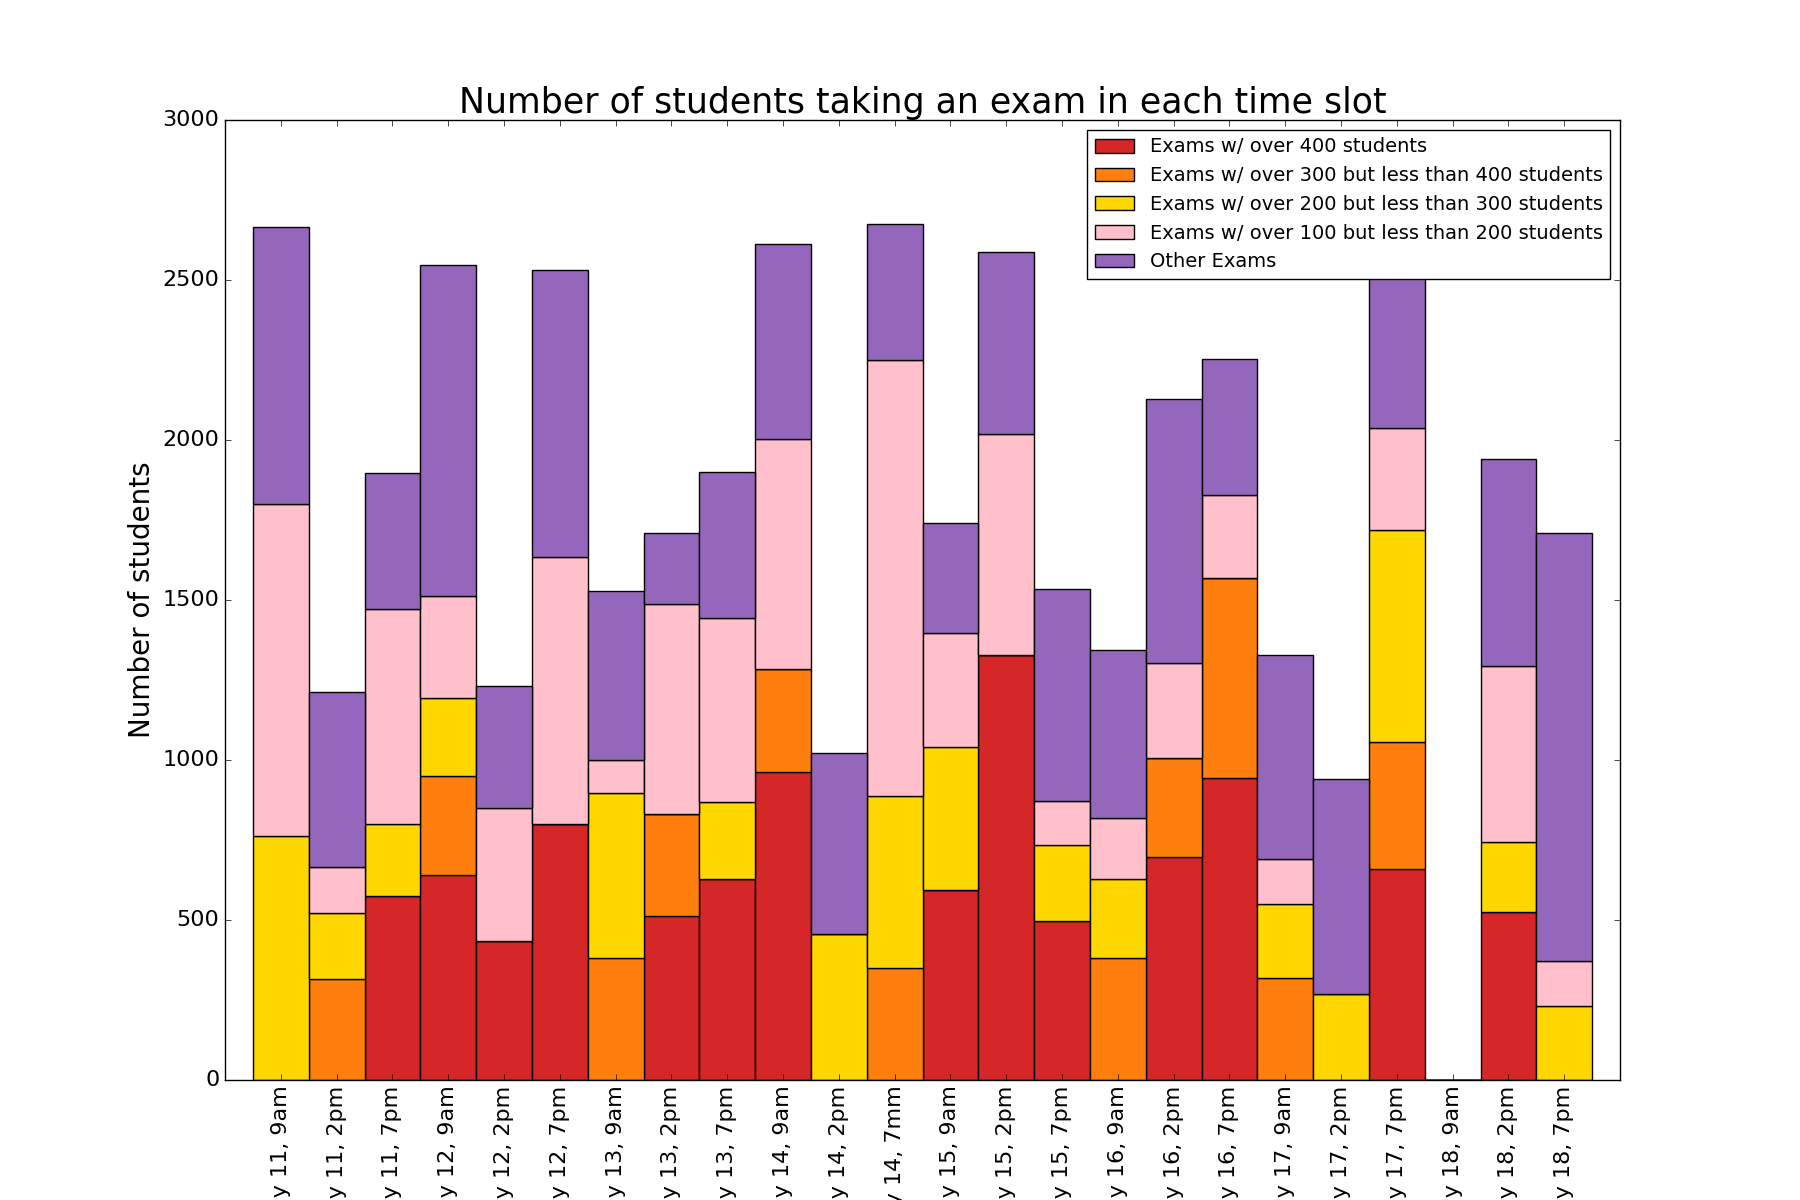 Number of students taking an exam in each time slot
Exams w/ over 400 students
Exams w/ over 300 but less than 400 students
Exams w/ over 200 but less than 300 students
Exams w/ over 100 but less than 200 students
Other Exams
Number of students
3000
2500
2000
1500
1000
500
0
y 11, 9am
y 11, 2pm
y 11, 7pm
y 12, 9am
y 12, 2pm
y 12, 7pm
y 13, 9am
y 13, 2pm
y 13, 7pm
y 14, 9am
y 14, 2pm
y 14, 7mm
y 15, 9am
y 15, 2pm
y 15, 7pm
y 16, 9am
y 16, 2pm
y 16, 7pm
y 17, 9am
y 17, 2pm
y 17, 7pm
y 18, 9am
y 18, 2pm
y 18, 7pm